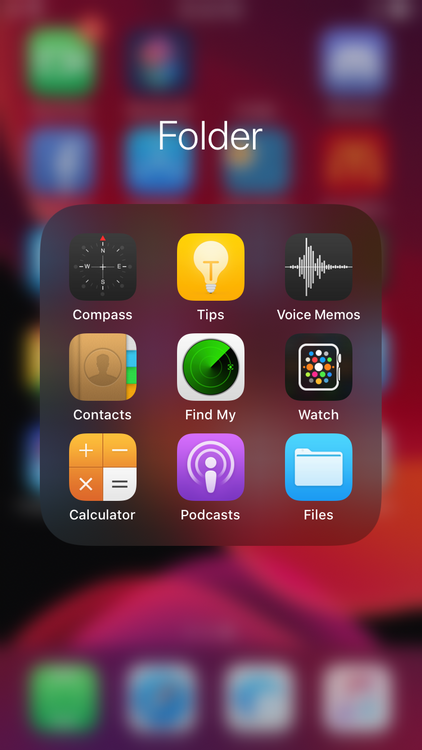 Folder
N
W E
S
Compass
Tips
Voice Memos
Contacts
Find My
Watch
Calculator
Podcasts
Files